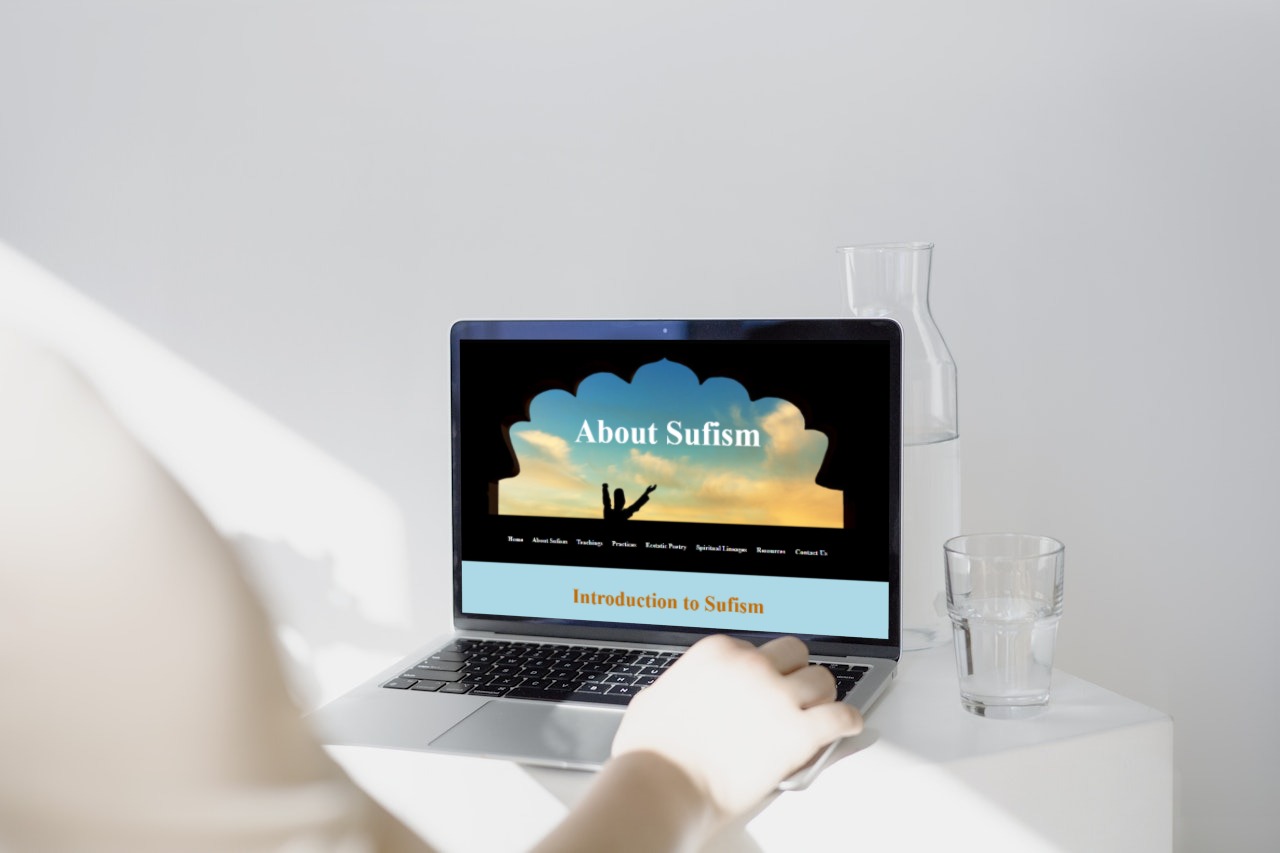 About Sufism
Home About Sufism Teachings Practices Ecstatic Poetry Spiritual Lineages Resources Contact Us
Introduction to Sufism